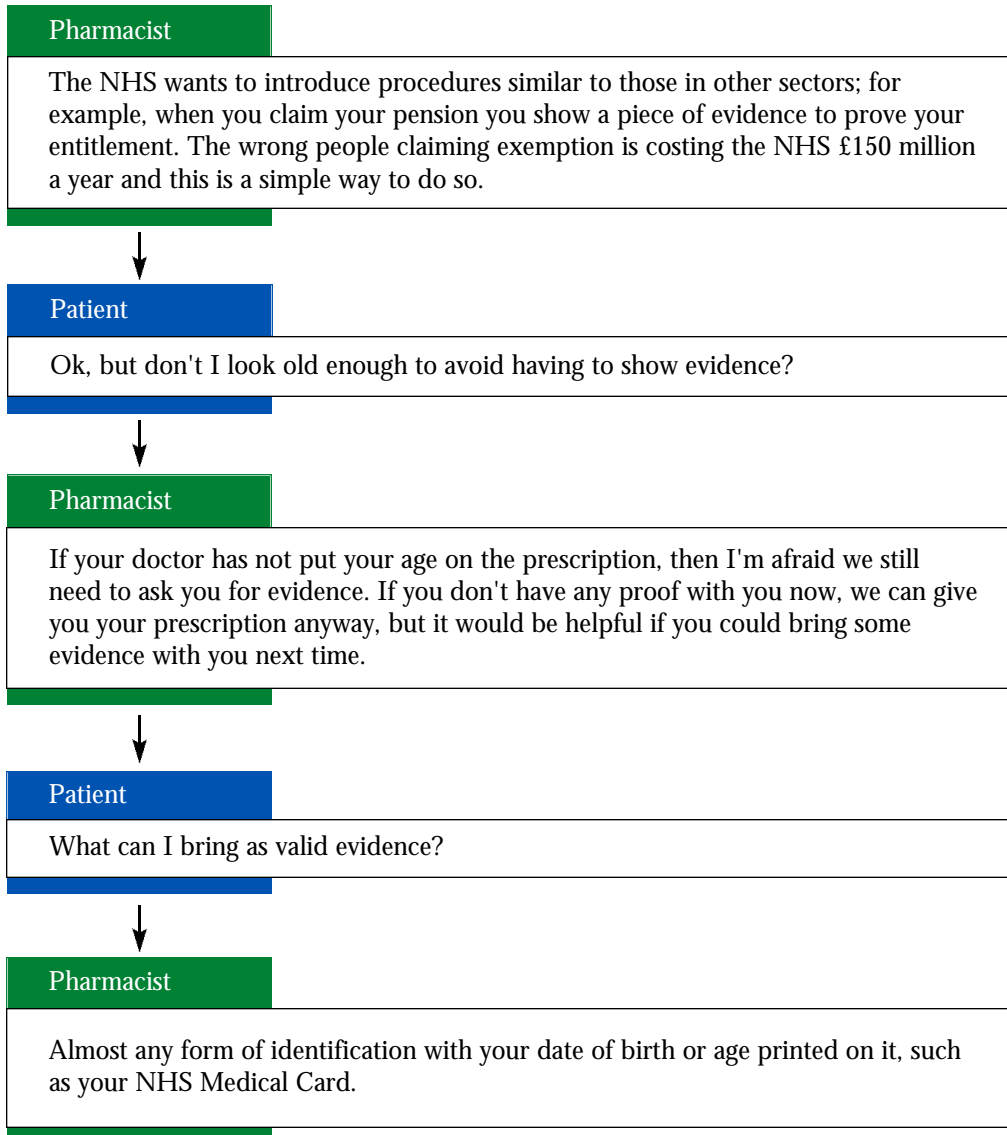 Pharmacist
The NHS wants to introduce procedures similar to those in other sectors; for
example, when you claim your pension you show a piece of evidence to prove your
entitlement. The wrong people claiming exemption is costing the NHS £150 million
a year and this is a simple way to do so.
Patient
Ok, but don't I look old enough to avoid having to show evidence?
Pharmacist
If your doctor has not put your age on the prescription, then I'm afraid we still
need to ask you for evidence. If you don't have any proof with you now, we can give
you your prescription anyway, but it would be helpful if you could bring some
evidence with you next time.
Patient
What can I bring as valid evidence?
Pharmacist
Almost any form of identification with your date of birth or age printed on it, such
as your NHS Medical Card.